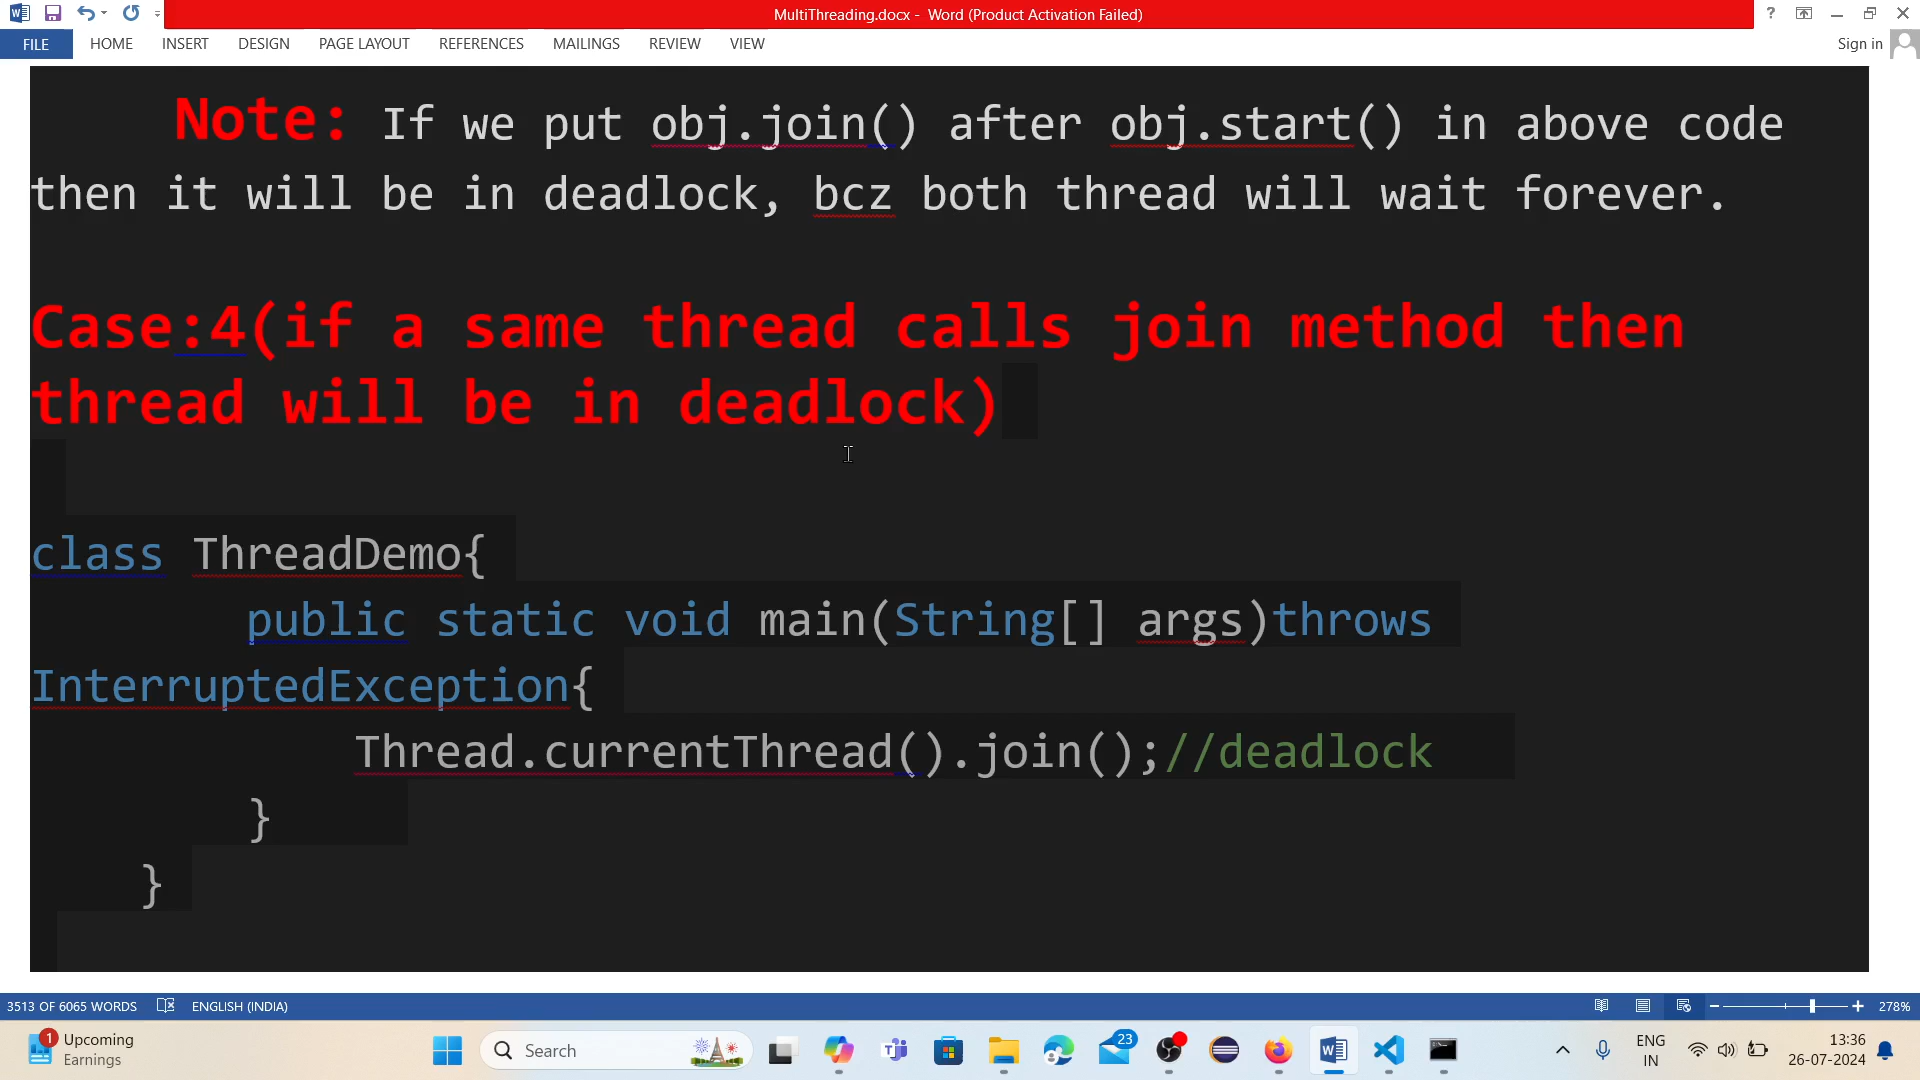 MultiThreading.docx - Word (Product Activation Failed)
?
FILE HOME INSERT DESIGN PAGE LAYOUT REFERENCES MAILINGS REVIEW VIEW Sign in
Note: If we put obj.join() after obj.start() in above code
then it will be in deadlock, bcz both thread will wait forever.
Case:4(if a same thread calls join method then
thread will be in deadlock)
class ThreadDemo{
public static void main(String[] args)throws
InterruptedException{
Thread.currentThread().join();//deadlock
}
}
3513 OF 6065 WORDS ENGLISH (INDIA) 278%
1 Upcoming
Earnings
Search
23
ENG
IN
13:36
26-07-2024